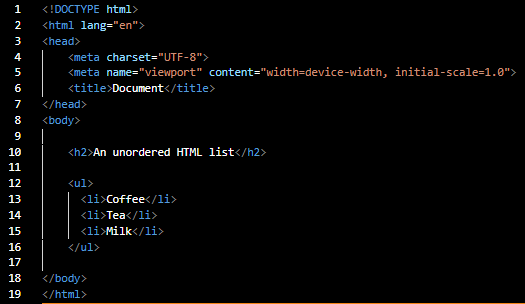 1 <!DOCTYPE html>
2 <html lang="en">
3 <head>
4     <meta charset="UTF-8">
5     <meta name="viewport" content="width=device-width, initial-scale=1.0">
6     <title>Document</title>
7 </head>
8 <body>
9
10     <h2>An unordered HTML list</h2>
11
12     <ul>
13       <li>Coffee</li>
14       <li>Tea</li>
15       <li>Milk</li>
16     </ul>
17
18 </body>
19 </html>